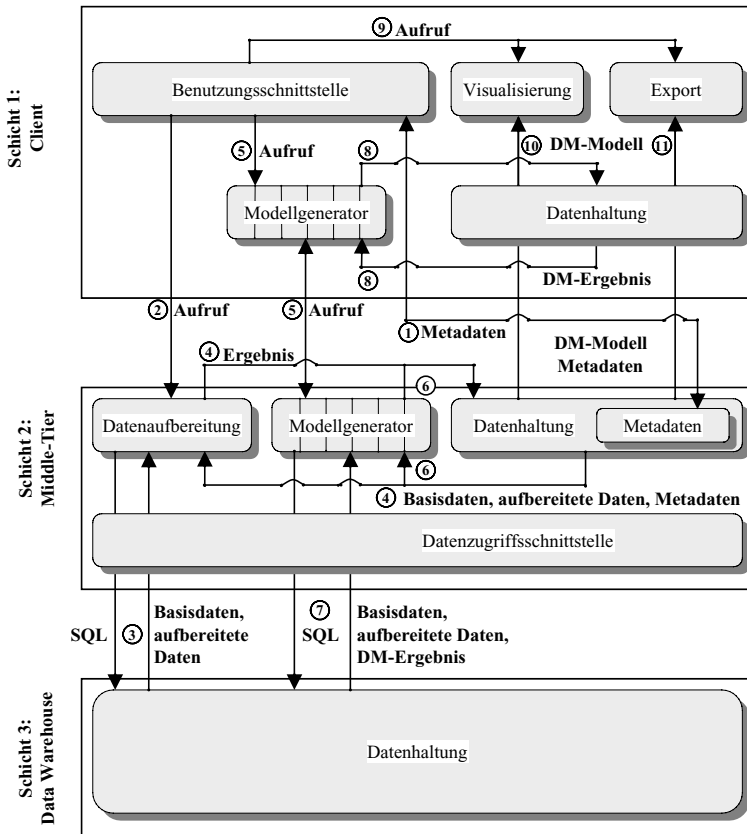 Schicht 1:
Client
⑨ Aufruf
Benutzungsschnittstelle
Visualisierung
Export
⑤ Aufruf
⑧
⑩ DM-Modell ⑪
Modellgenerator
Datenhaltung
⑧
DM-Ergebnis
② Aufruf
⑤ Aufruf
① Metadaten
④ Ergebnis
DM-Modell
Metadaten
Schicht 2:
Middle-Tier
⑥
Datenaufbereitung
Modellgenerator
Datenhaltung
Metadaten
⑥
④ Basisdaten, aufbereitete Daten, Metadaten
Datenzugriffsschnittstelle
SQL
③
Basisdaten,
aufbereitete
Daten
⑦
SQL
Basisdaten,
aufbereitete Daten,
DM-Ergebnis
Schicht 3:
Data Warehouse
Datenhaltung